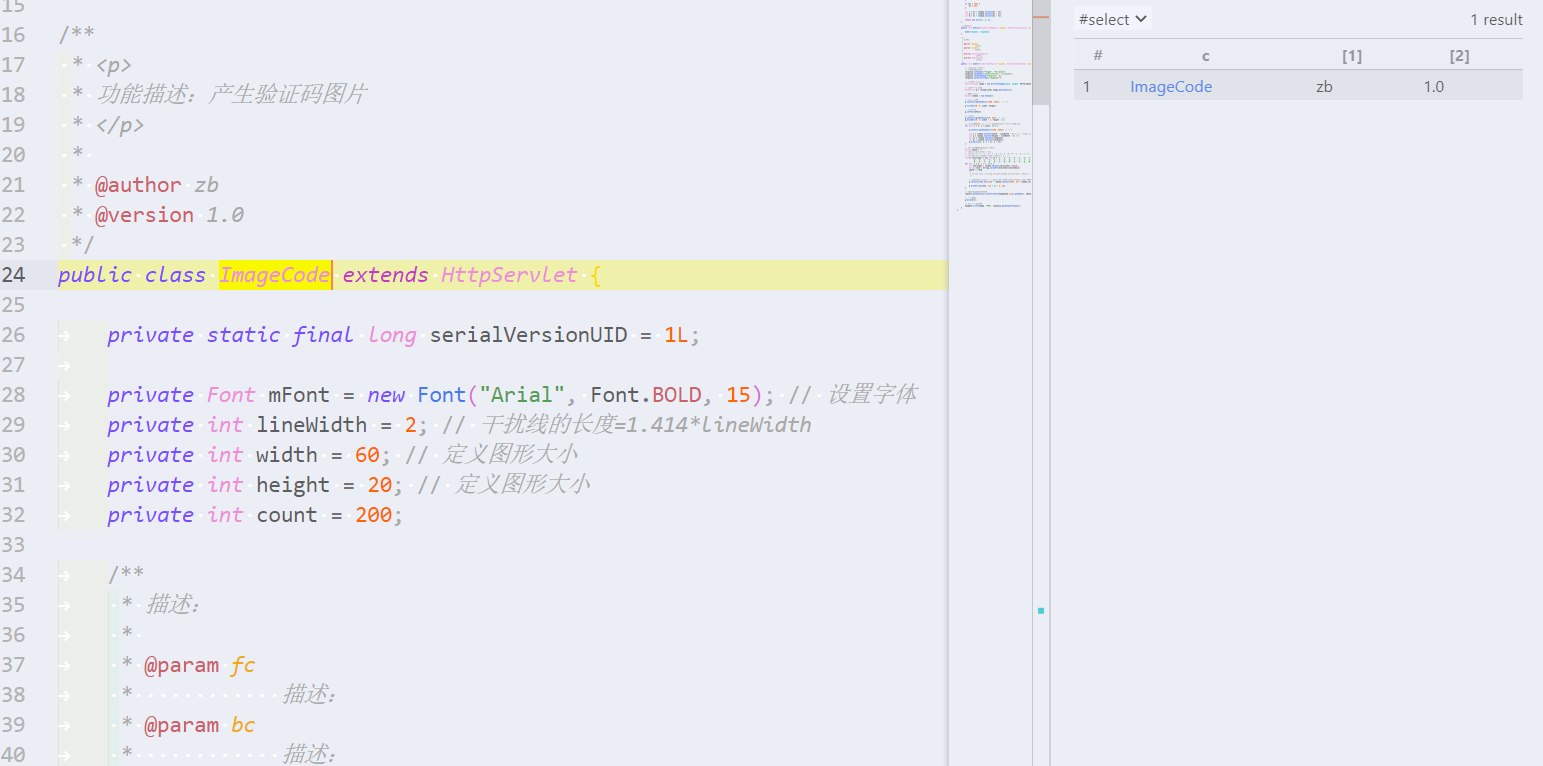 15
16 /**
17 * <p>
18 * 功能描述：产生验证码图片
19 * </p>
20 *
21 * @author zb
22 * @version 1.0
23 */
24 public class ImageCode extends HttpServlet {
25
26 private static final long serialVersionUID = 1L;
27
28 private Font mFont = new Font("Arial", Font.BOLD, 15); // 设置字体
29 private int lineWidth = 2; // 干扰线的长度=1.414*lineWidth
30 private int width = 60; // 定义图形大小
31 private int height = 20; // 定义图形大小
32 private int count = 200;
33
34 /**
35 * 描述：
36 *
37 * @param fc
38 * 描述：
39 * @param bc
40 * 描述：
#select
1 result
# c [1] [2]
1 ImageCode zb 1.0